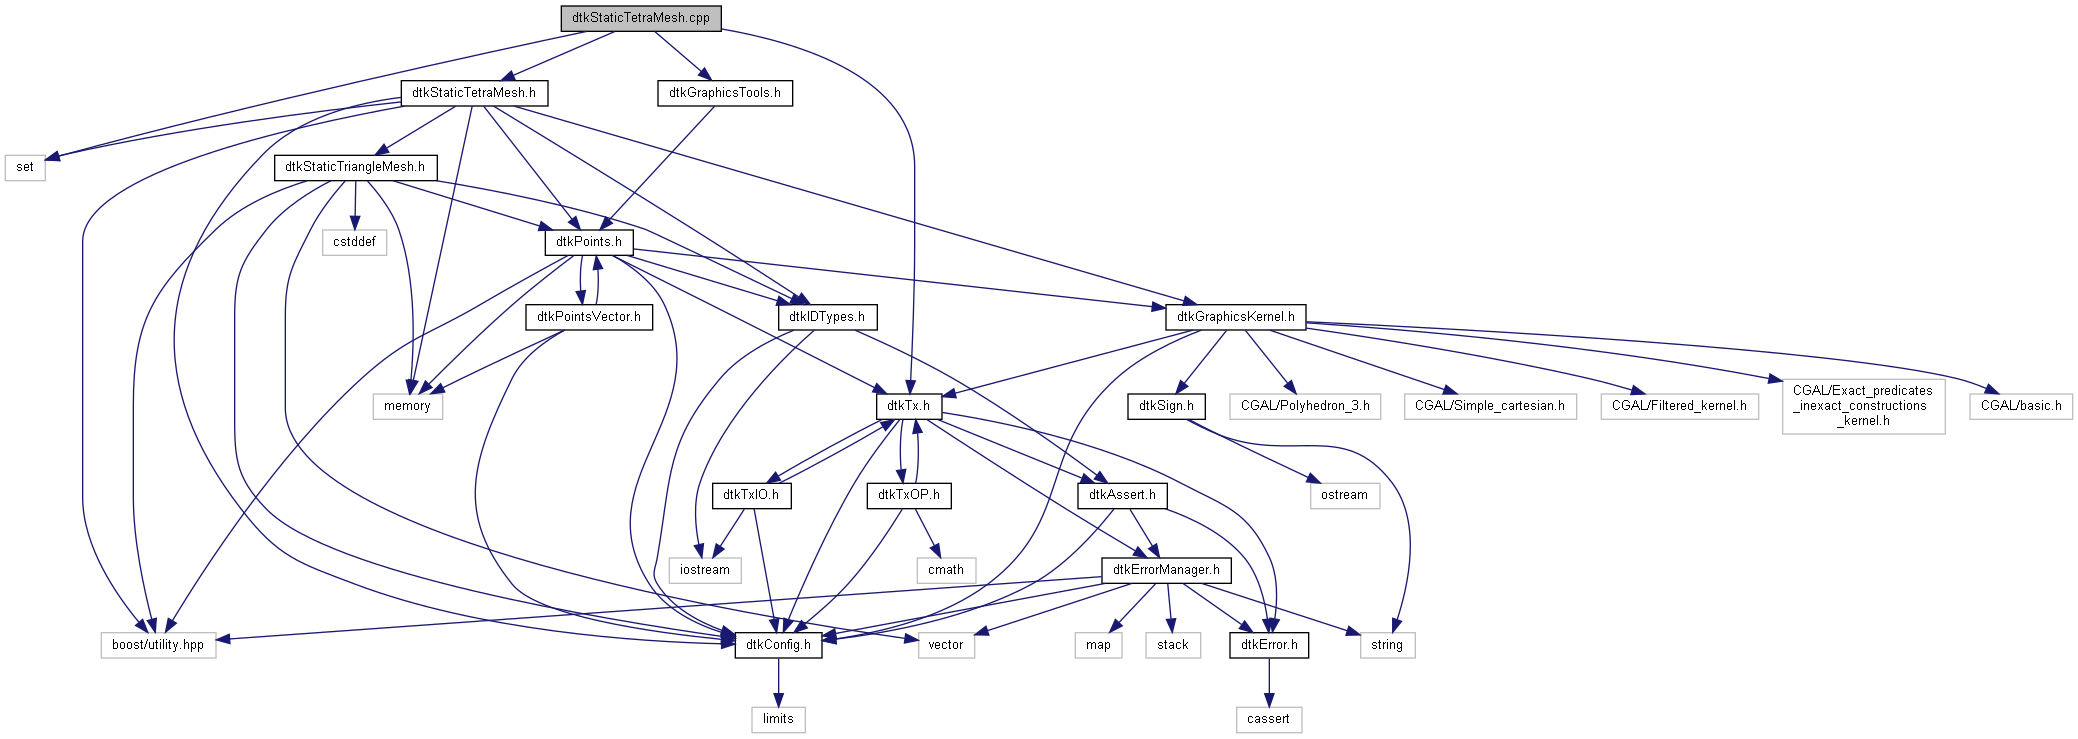 dtkStaticTetraMesh.cpp
dtkStaticTetraMesh.h
dtkGraphicsTools.h
set
dtkStaticTriangleMesh.h
cstddef
dtkPoints.h
dtkPointsVector.h
dtkIDTypes.h
dtkGraphicsKernel.h
memory
dtkTx.h
dtkSign.h
CGAL/Polyhedron_3.h
CGAL/Simple_cartesian.h
CGAL/Filtered_kernel.h
CGAL/Exact_predicates
_inexact_constructions
_kernel.h
CGAL/basic.h
dtkTxIO.h
dtkTxOP.h
dtkAssert.h
ostream
iostream
cmath
dtkErrorManager.h
boost/utility.hpp
dtkConfig.h
vector
map
stack
dtkError.h
string
limits
cassert